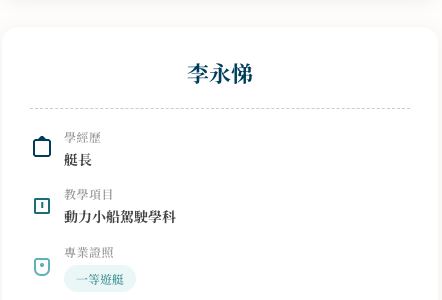 李永悌
學經歷
艇長
教學項目
動力小船駕駛學科
專業證照
一等遊艇